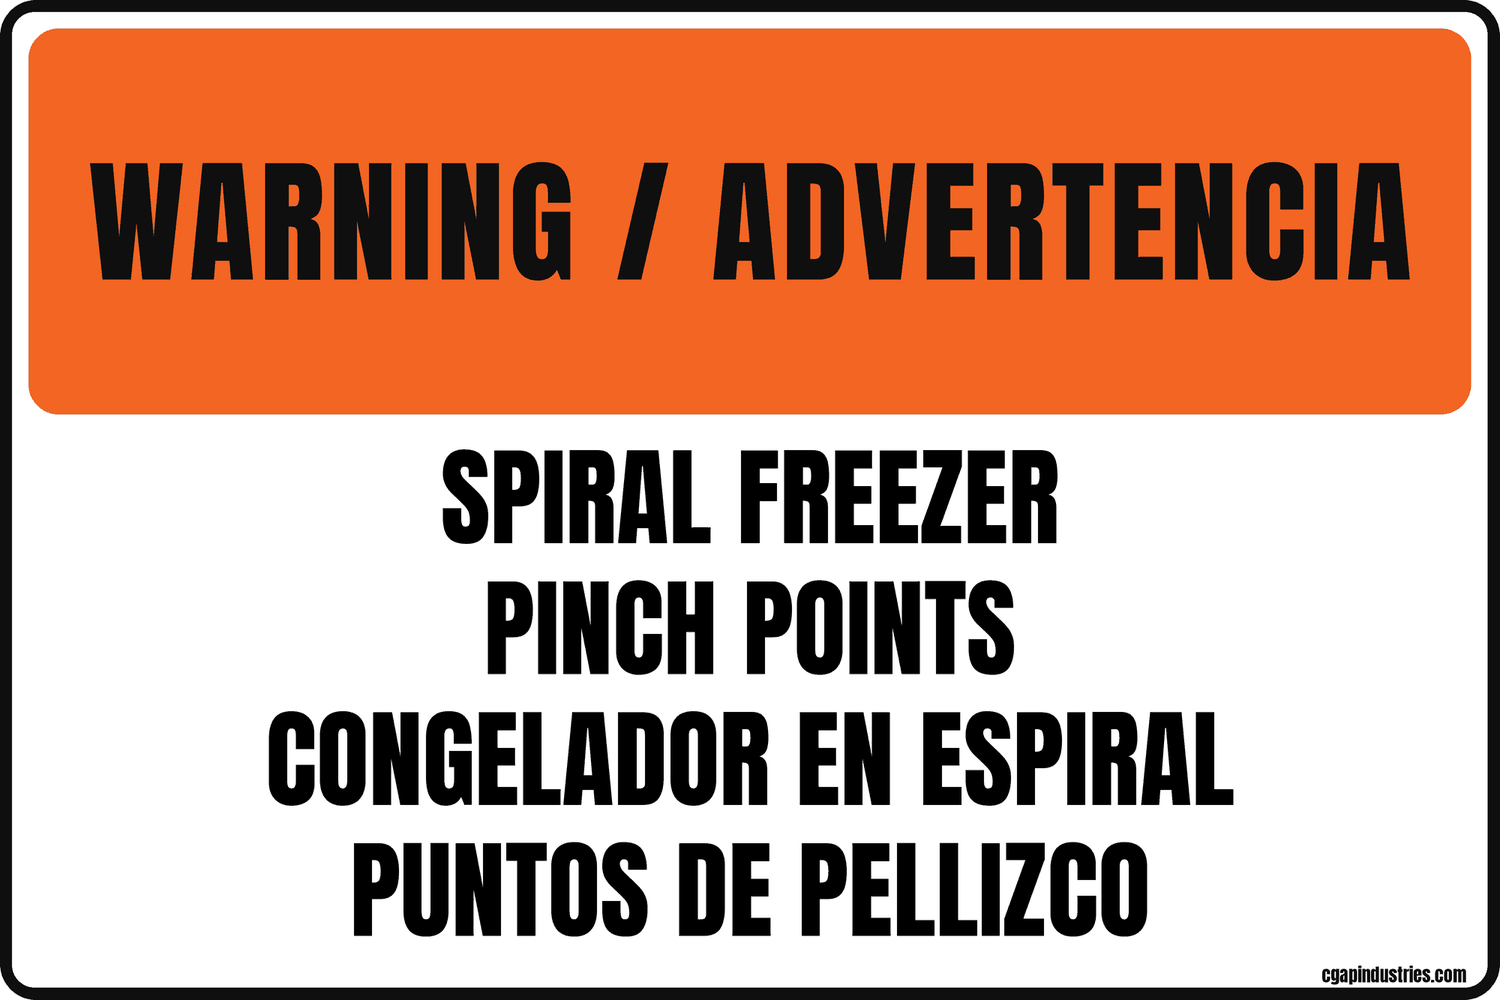 WARNING / ADVERTENCIA
SPIRAL FREEZER
PINCH POINTS
CONGELADOR EN ESPIRAL
PUNTOS DE PELLIZCO
cgapindustries.com